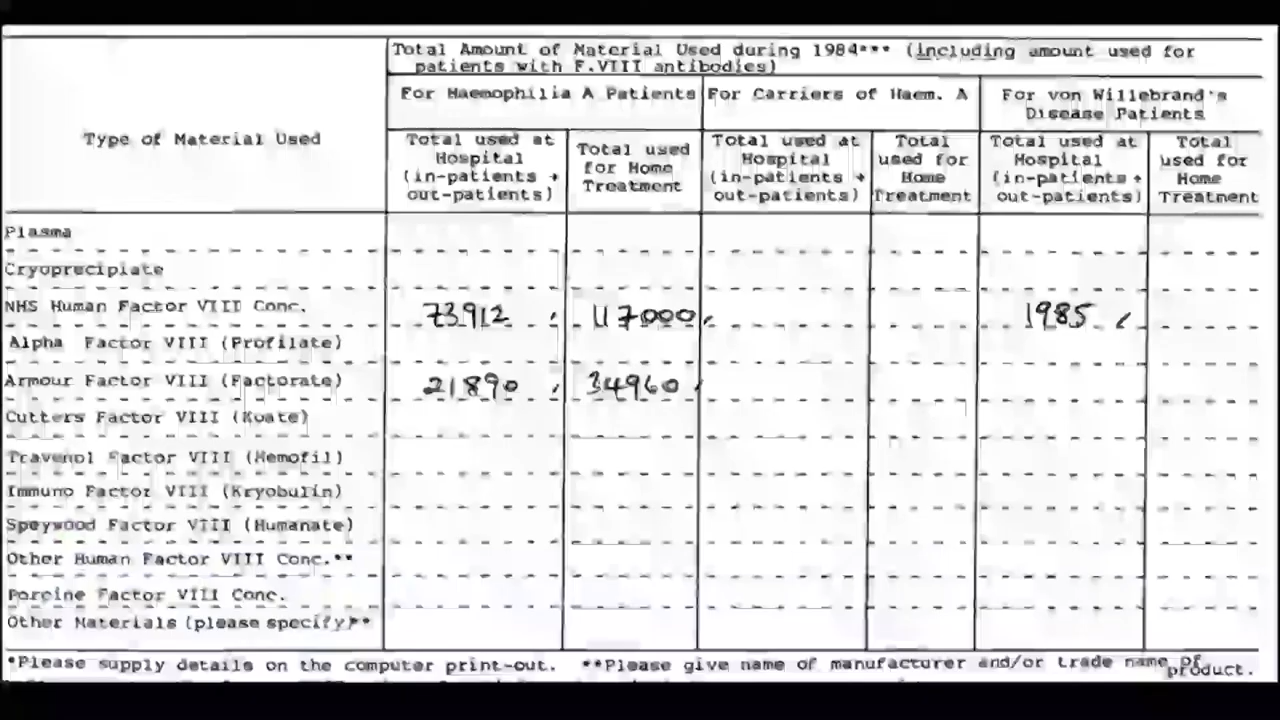 Total Amount of Material Used during 1984*** (including amount used for
patients with F.VIII antibodies)
For Haemophilia A Patients
For Carriers of Haem. A
For von Willebrand's
Disease Patients
Type of Material Used
Total used at
Hospital
(in-patients +
out-patients)
Total used
for Home
Treatment
Total used at
Hospital
(in-patients +
out-patients)
Total
used for
Home
Treatment
Total used at
Hospital
(in-patients +
out-patients)
Total
used for
Home
Treatment
Plasma
Cryoprecipiate
NHS Human Factor VIII Conc. 73912 117000 1985
Alpha Factor VIII (Profilate)
Armour Factor VIII (Factorate) 21890 34960
Cutters Factor VIII (Koate)
Travenol Factor VIII (Hemofil)
Immuno Factor VIII (Kryobulin)
Speywood Factor VIII (Humanate)
Other Human Factor VIII Conc.**
Porcine Factor VIII Conc.
Other Materials (please specify)**
*Please supply details on the computer print-out. **Please give name of manufacturer and/or trade name of
product.